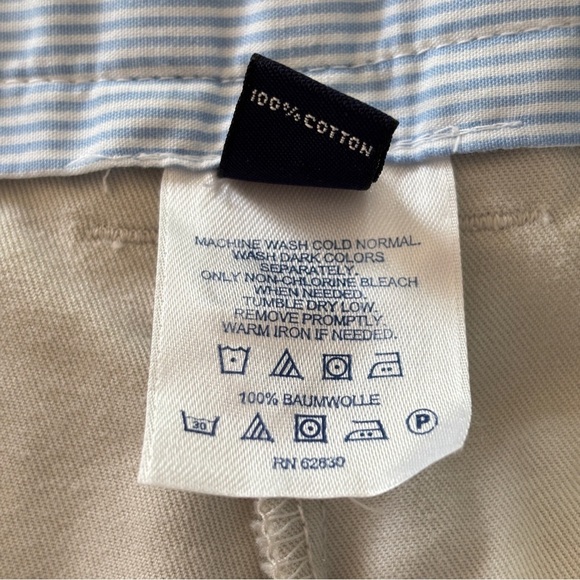 100% COTTON
MACHINE WASH COLD NORMAL.
WASH DARK COLORS
SEPARATELY.
ONLY NON-CHLORINE BLEACH
WHEN NEEDED.
TUMBLE DRY LOW.
REMOVE PROMPTLY.
WARM IRON IF NEEDED.
100% BAUMWOLLE
30 P
RN 62830